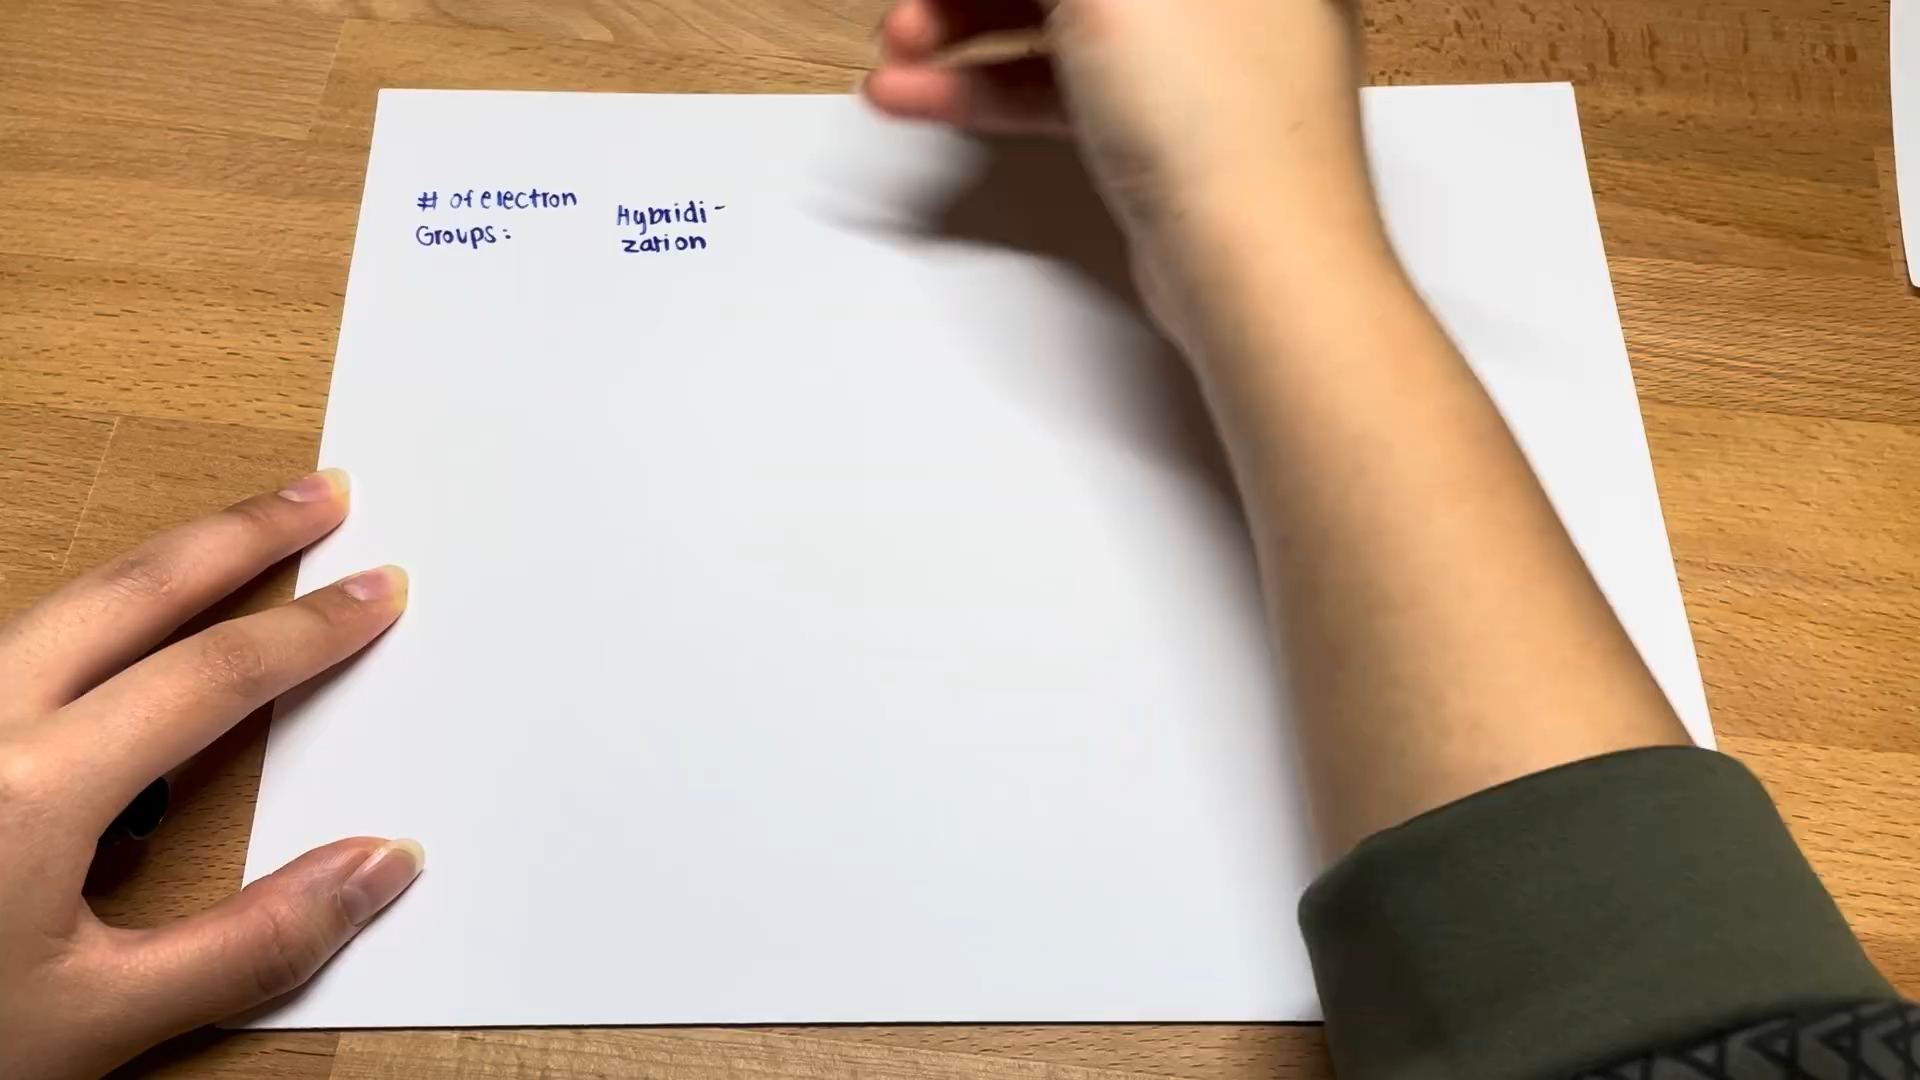 # of electron
Groups:
Hybridi-
zation